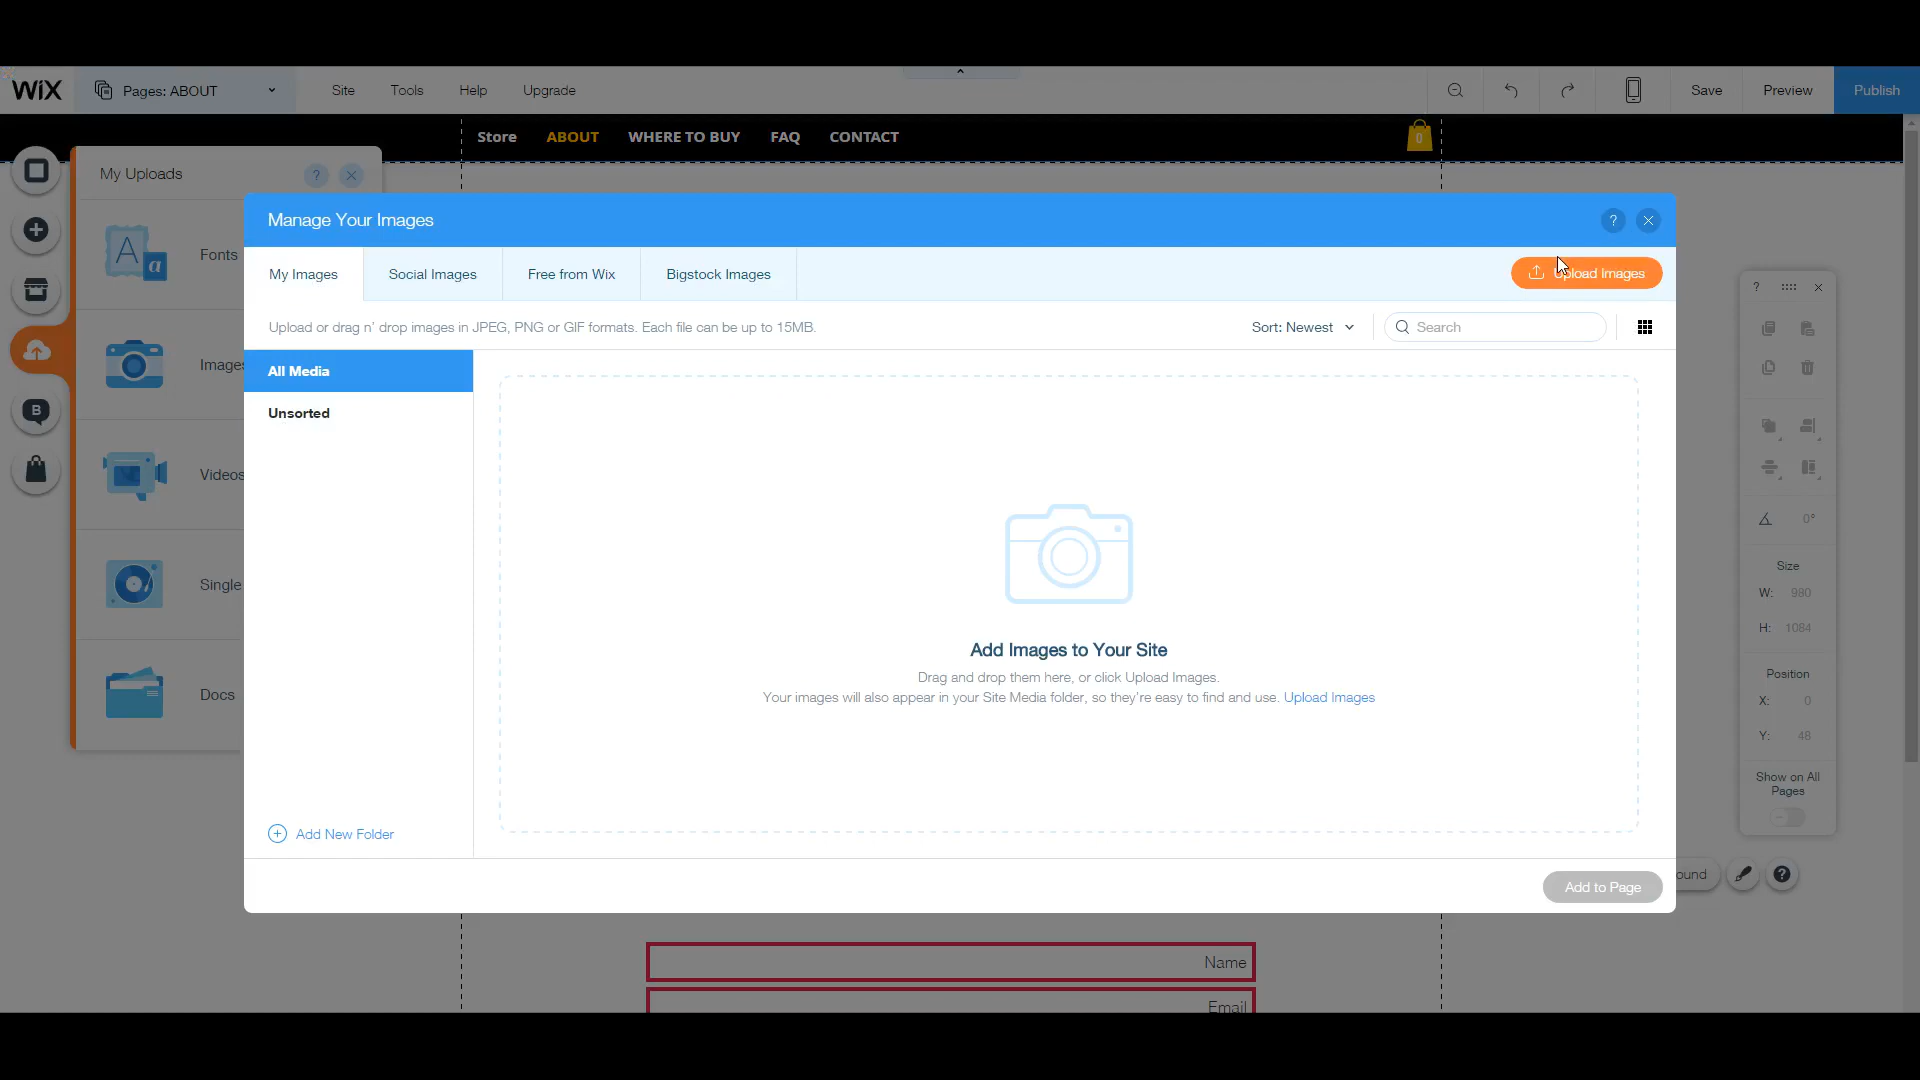 WiX
Pages: ABOUT
Site
Tools
Help
Upgrade
Save
Preview
Publish
Store
ABOUT
WHERE TO BUY
FAQ
CONTACT
0
My Uploads
?
Manage Your Images
?
My Images
Social Images
Free from Wix
Bigstock Images
Upload Images
Upload or drag n' drop images in JPEG, PNG or GIF formats. Each file can be up to 15MB.
Sort: Newest
Search
All Media
Unsorted
Add Images to Your Site
Drag and drop them here, or click Upload Images.
Your images will also appear in your Site Media folder, so they're easy to find and use. Upload Images
Add New Folder
Add to Page
A a
Fonts
Images
Videos
Single
Docs
B
?
0°
Size
W: 980
H: 1084
Position
X: 0
Y: 48
Show on All
Pages
ound
?
Name
Email